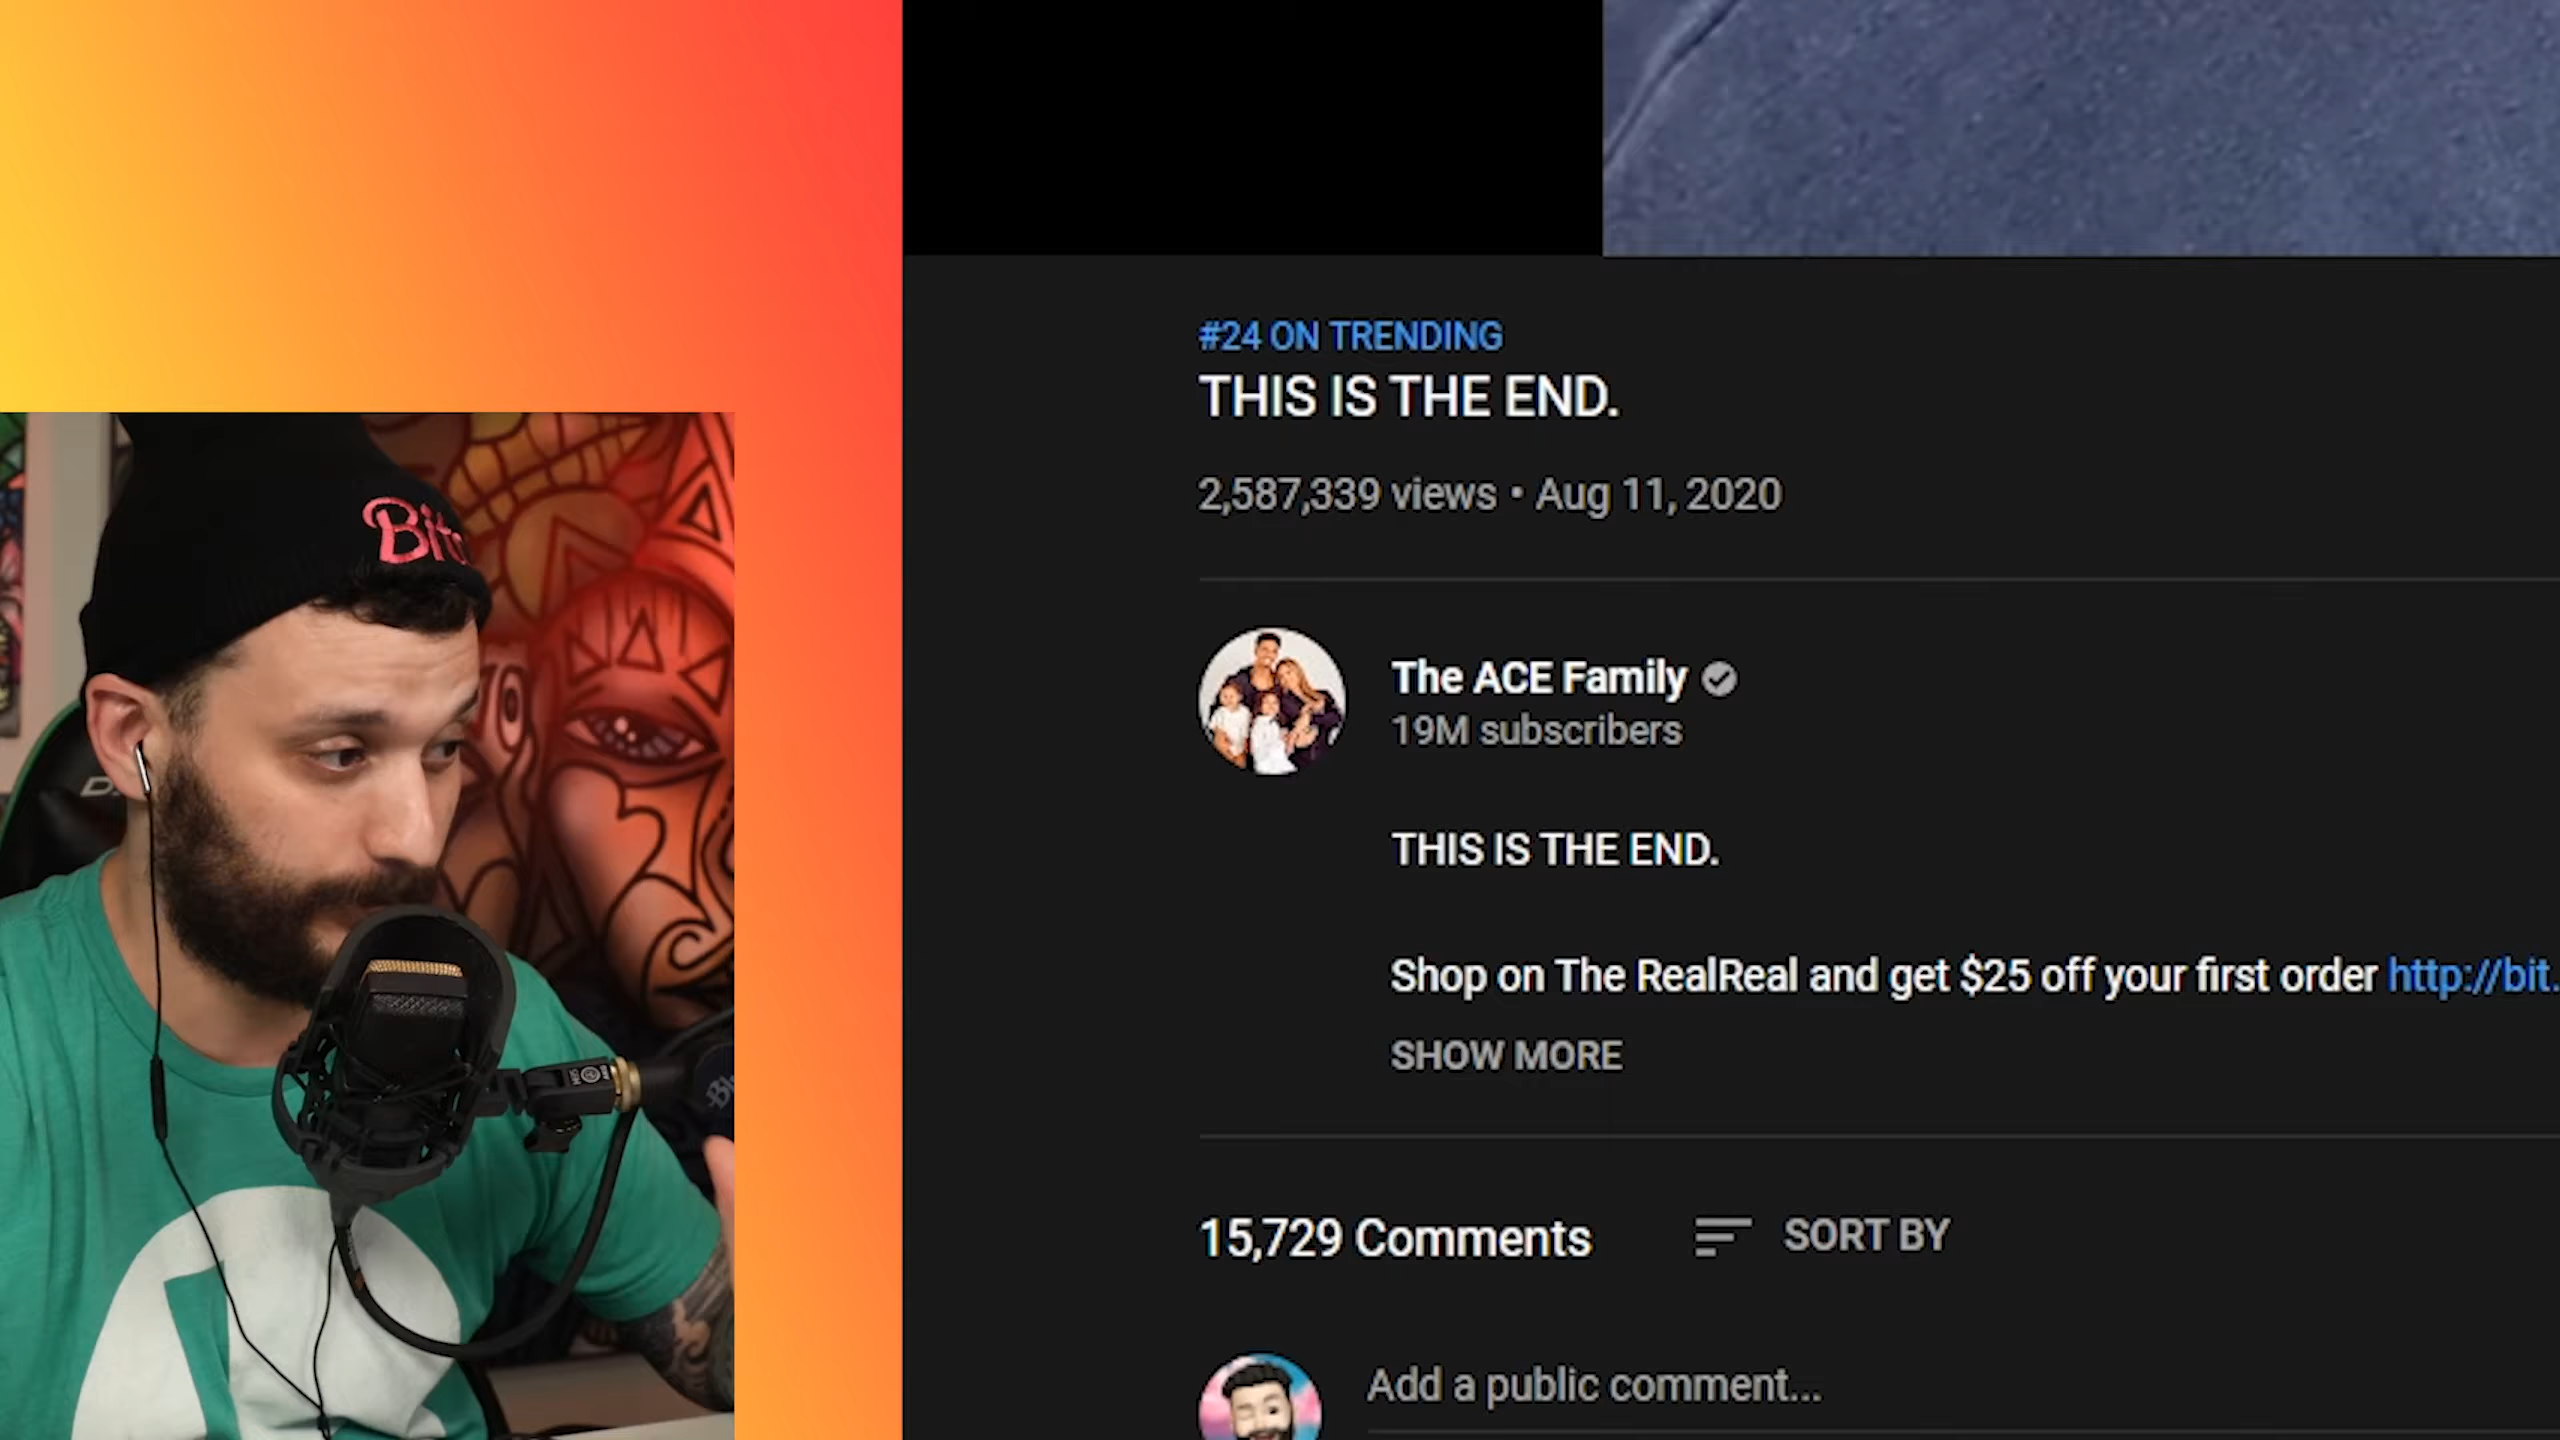 #24 ON TRENDING
THIS IS THE END.
2,587,339 views • Aug 11, 2020
The ACE Family
19M subscribers
THIS IS THE END.
Shop on The RealReal and get $25 off your first order http://bit.
SHOW MORE
15,729 Comments
SORT BY
Add a public comment...